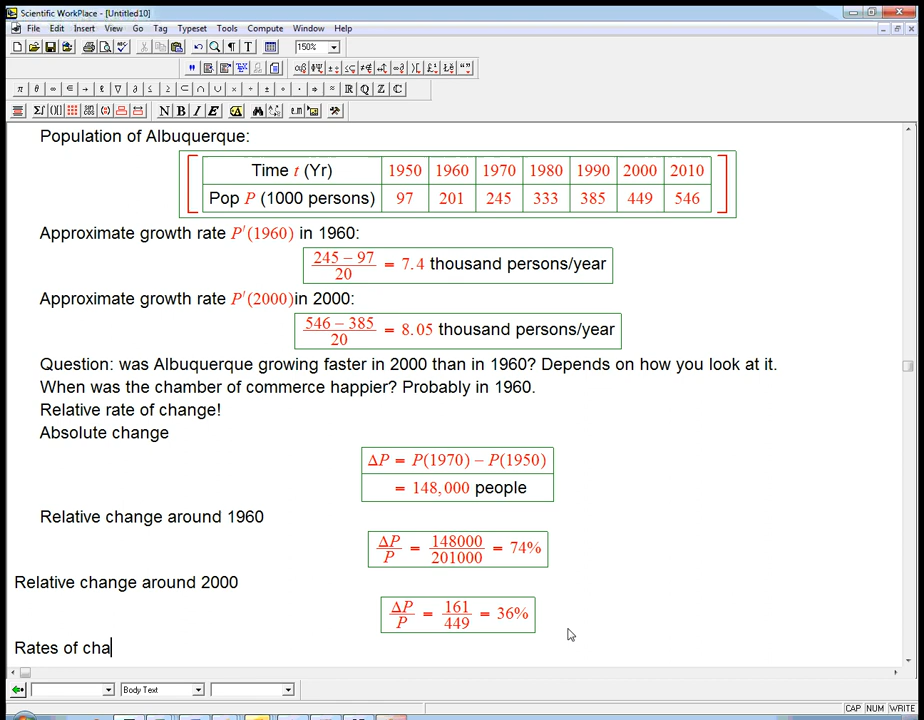 Scientific WorkPlace - [Untitled10]
File Edit Insert View Go Tag Typeset Tools Compute Window Help
150%
N B I E
Population of Albuquerque:
Time t (Yr) 1950 1960 1970 1980 1990 2000 2010
Pop P (1000 persons) 97 201 245 333 385 449 546
Approximate growth rate P′(1960) in 1960:
(245 − 97)/20 = 7.4 thousand persons/year
Approximate growth rate P′(2000)in 2000:
(546 − 385)/20 = 8.05 thousand persons/year
Question: was Albuquerque growing faster in 2000 than in 1960? Depends on how you look at it.
When was the chamber of commerce happier? Probably in 1960.
Relative rate of change!
Absolute change
ΔP = P(1970) − P(1950)
= 148,000 people
Relative change around 1960
ΔP/P = 148000/201000 = 74%
Relative change around 2000
ΔP/P = 161/449 = 36%
Rates of cha
Body Text
CAP NUM WRITE